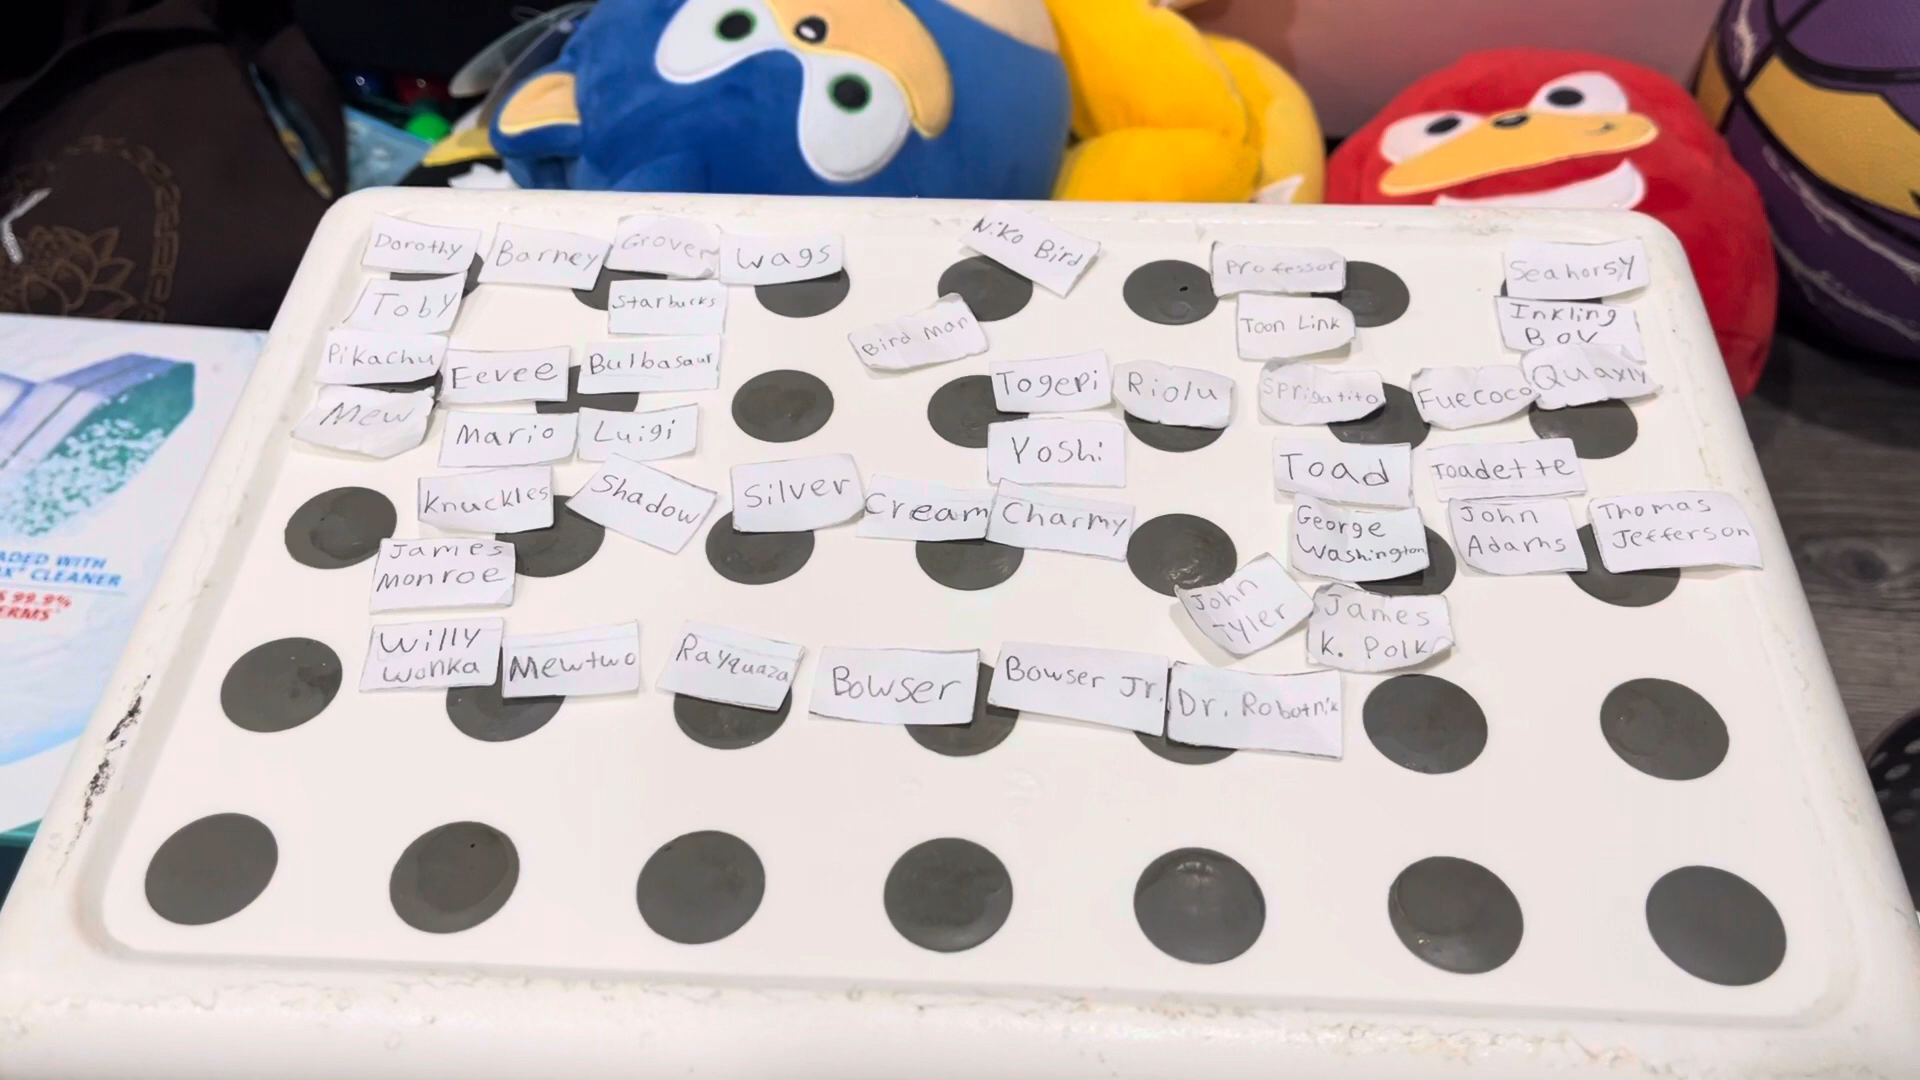 Dorothy
Barney
Grover
Wags
Niko Bird
Professor
Seahorsy
Toby
Starbucks
Bird Man
Toon Link
Inkling
Boy
Pikachu
Eevee
Bulbasaur
Togepi
Riolu
Sprigatito
Fuecoco
Quaxly
Mew
Mario
Luigi
Yoshi
Toad
Toadette
Knuckles
Shadow
Silver
Cream
Charmy
George
Washington
John
Adams
Thomas
Jefferson
James
Monroe
John
Tyler
James
K. Polk
Willy
Wonka
Mewtwo
Rayquaza
Bowser
Bowser Jr.
Dr. Robotnik
ADED WITH
X* CLEANER
S 99.9%
ERMS